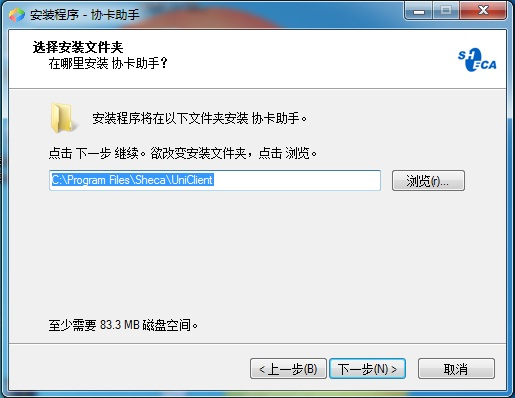 安装程序 - 协卡助手
选择安装文件夹
在哪里安装 协卡助手？
SHECA
安装程序将在以下文件夹安装 协卡助手。
点击 下一步 继续。欲改变安装文件夹，点击 浏览。
C:\Program Files\Sheca\UniClient
浏览(r)...
至少需要 83.3 MB 磁盘空间。
< 上一步(B)
下一步(N) >
取消